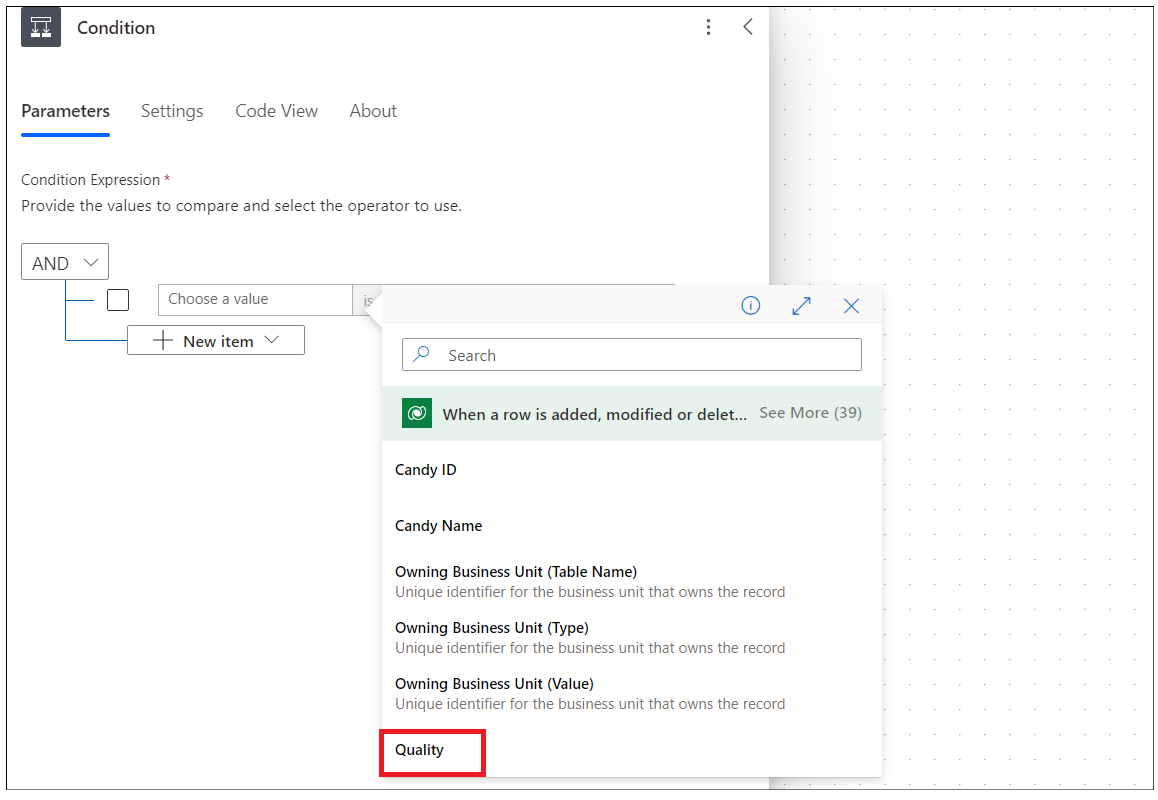 Condition
Parameters Settings Code View About
Condition Expression *
Provide the values to compare and select the operator to use.
AND
Choose a value is
New item
Search
When a row is added, modified or delet... See More (39)
Candy ID
Candy Name
Owning Business Unit (Table Name)
Unique identifier for the business unit that owns the record
Owning Business Unit (Type)
Unique identifier for the business unit that owns the record
Owning Business Unit (Value)
Unique identifier for the business unit that owns the record
Quality